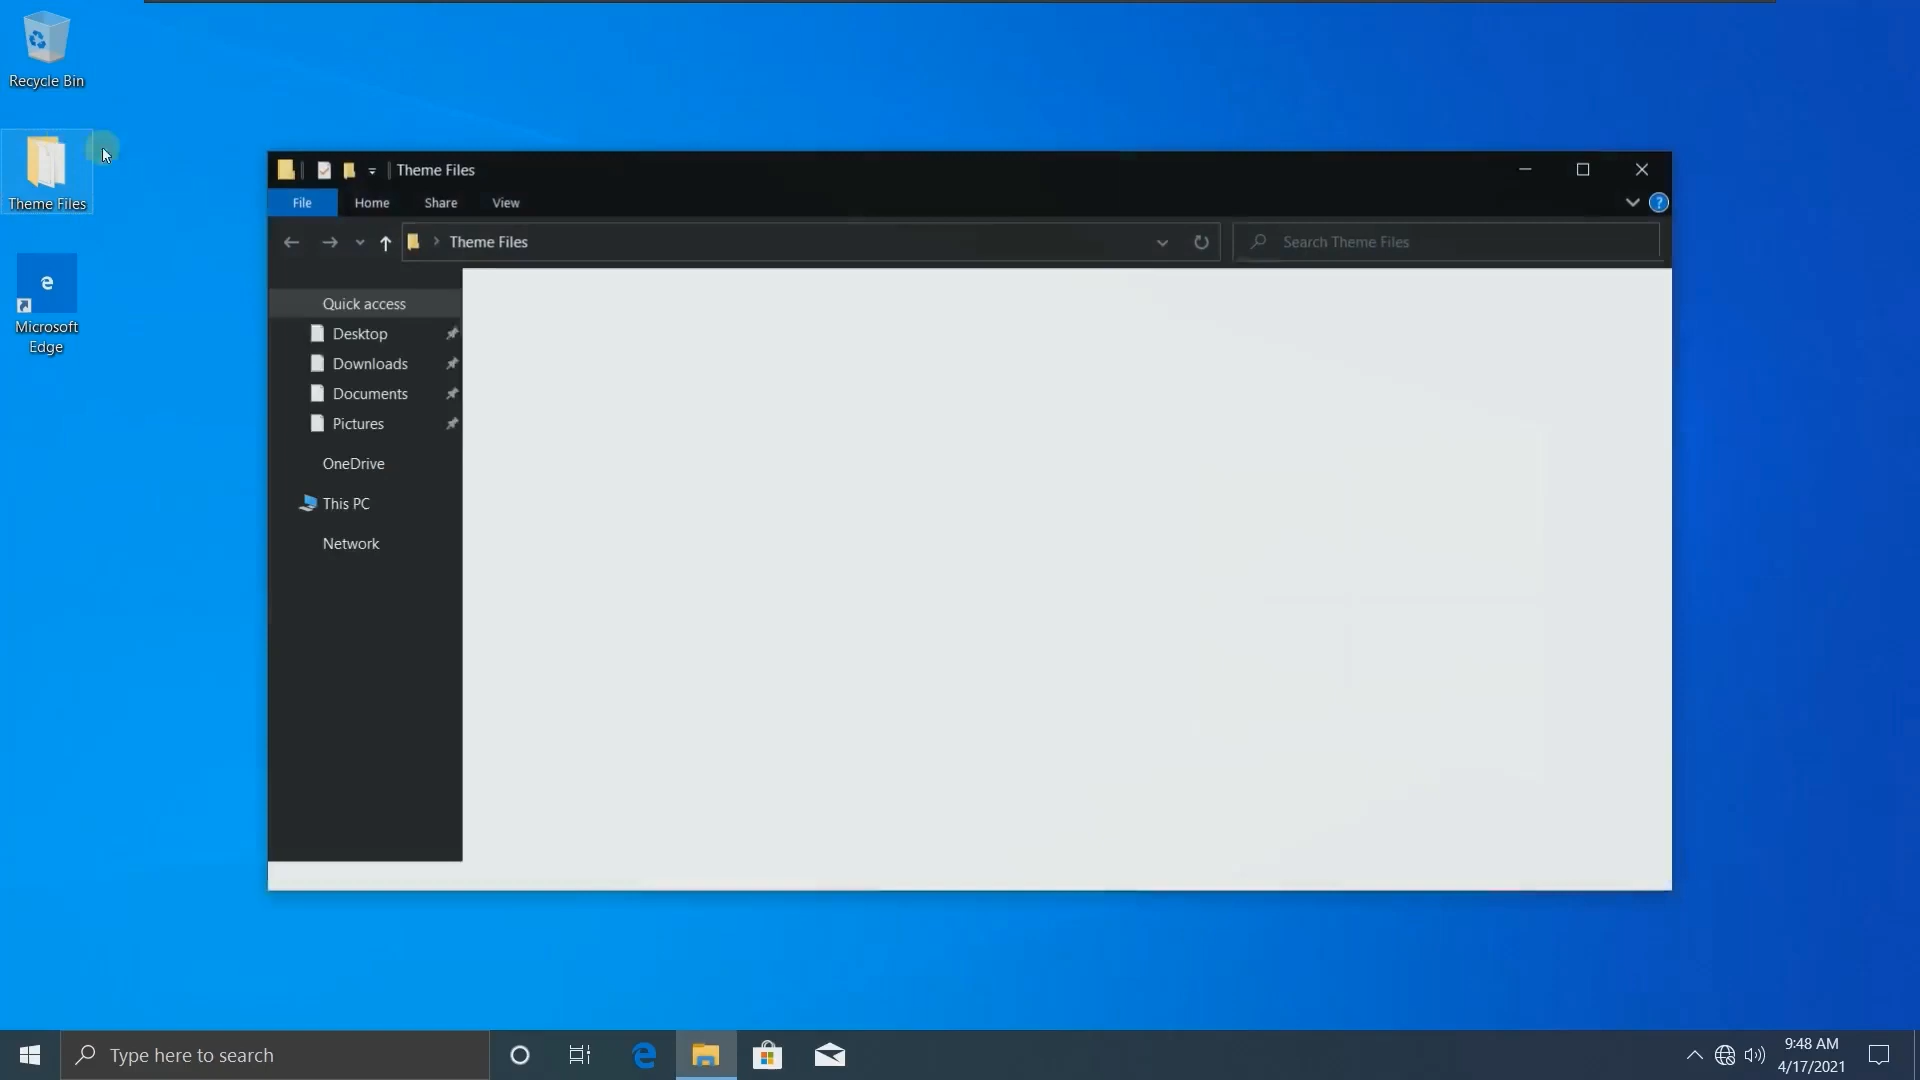 Recycle Bin
Theme Files
Microsoft
Edge
Theme Files
File Home Share View
Theme Files
Search Theme Files
Quick access
Desktop
Downloads
Documents
Pictures
OneDrive
This PC
Network
Type here to search
9:48 AM
4/17/2021